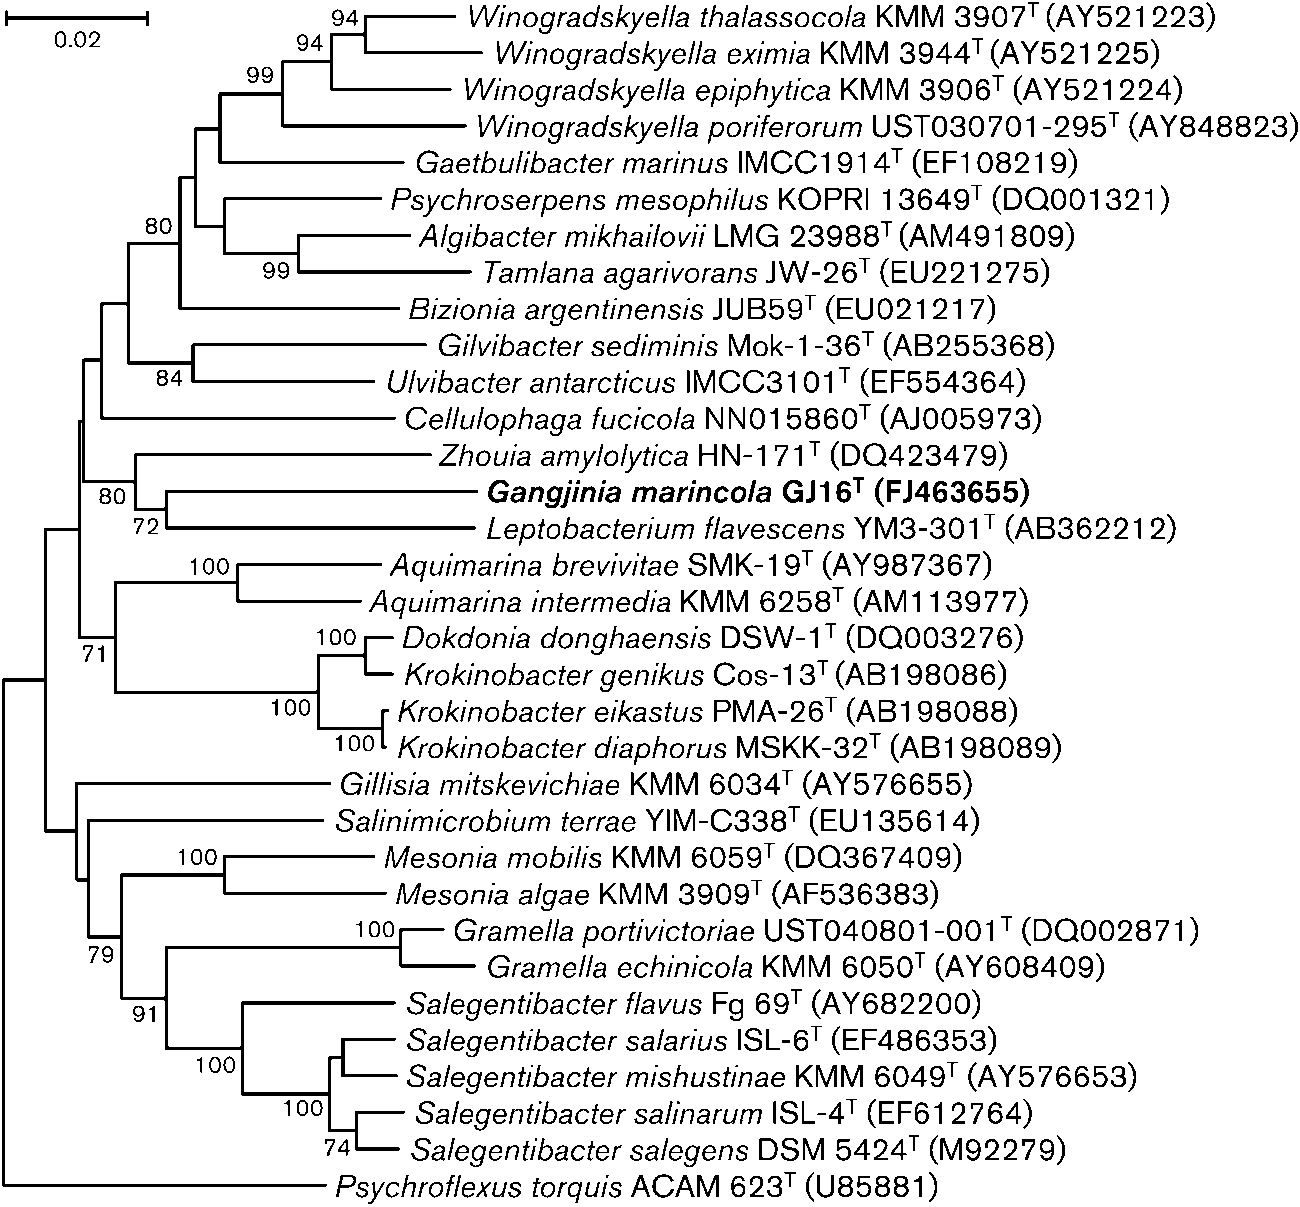 94
Winogradskyella thalassocola KMM 3907T (AY521223)
0.02
94
Winogradskyella eximia KMM 3944T (AY521225)
99
Winogradskyella epiphytica KMM 3906T (AY521224)
Winogradskyella poriferorum UST030701-295T (AY848823)
Gaetbulibacter marinus IMCC1914T (EF108219)
Psychroserpens mesophilus KOPRI 13649T (DQ001321)
80
Algibacter mikhailovii LMG 23988T (AM491809)
99
Tamlana agarivorans JW-26T (EU221275)
Bizionia argentinensis JUB59T (EU021217)
Gilvibacter sediminis Mok-1-36T (AB255368)
84
Ulvibacter antarcticus IMCC3101T (EF554364)
Cellulophaga fucicola NN015860T (AJ005973)
Zhouia amylolytica HN-171T (DQ423479)
80
Gangjinia marincola GJ16T (FJ463655)
72
Leptobacterium flavescens YM3-301T (AB362212)
100
Aquimarina brevivitae SMK-19T (AY987367)
Aquimarina intermedia KMM 6258T (AM113977)
100
Dokdonia donghaensis DSW-1T (DQ003276)
71
Krokinobacter genikus Cos-13T (AB198086)
100
Krokinobacter eikastus PMA-26T (AB198088)
100
Krokinobacter diaphorus MSKK-32T (AB198089)
Gillisia mitskevichiae KMM 6034T (AY576655)
Salinimicrobium terrae YIM-C338T (EU135614)
100
Mesonia mobilis KMM 6059T (DQ367409)
Mesonia algae KMM 3909T (AF536383)
100
Gramella portivictoriae UST040801-001T (DQ002871)
79
Gramella echinicola KMM 6050T (AY608409)
Salegentibacter flavus Fg 69T (AY682200)
91
Salegentibacter salarius ISL-6T (EF486353)
100
Salegentibacter mishustinae KMM 6049T (AY576653)
100
Salegentibacter salinarum ISL-4T (EF612764)
74
Salegentibacter salegens DSM 5424T (M92279)
Psychroflexus torquis ACAM 623T (U85881)